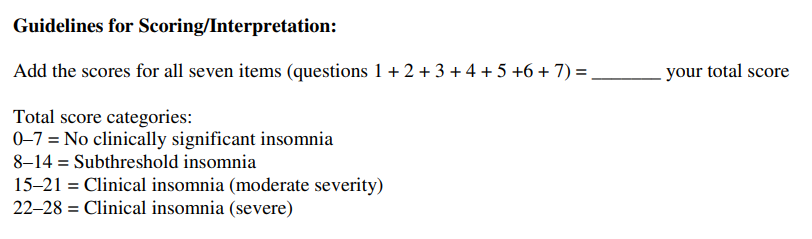 Guidelines for Scoring/Interpretation:
Add the scores for all seven items (questions 1 + 2 + 3 + 4 + 5 +6 + 7) = _______ your total score
Total score categories:
0–7 = No clinically significant insomnia
8–14 = Subthreshold insomnia
15–21 = Clinical insomnia (moderate severity)
22–28 = Clinical insomnia (severe)